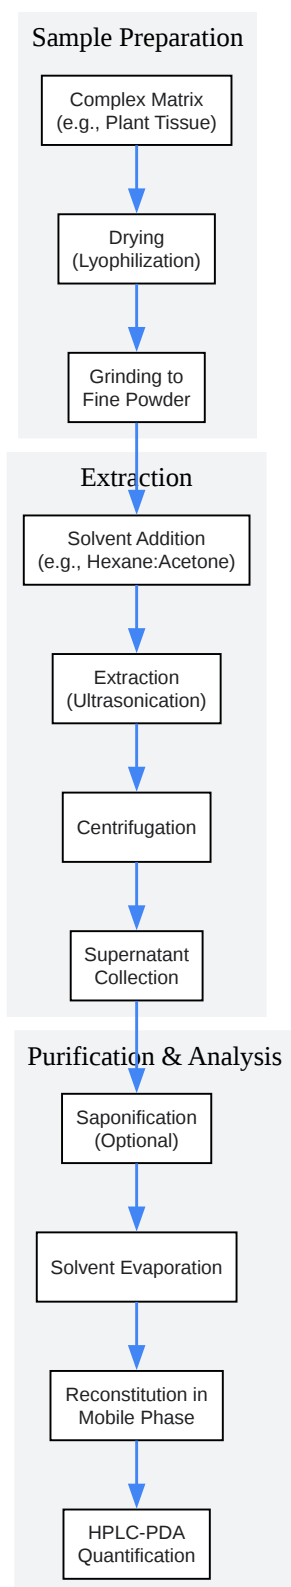 Sample Preparation
Complex Matrix
(e.g., Plant Tissue)
Drying
(Lyophilization)
Grinding to
Fine Powder
Extraction
Solvent Addition
(e.g., Hexane:Acetone)
Extraction
(Ultrasonication)
Centrifugation
Supernatant
Collection
Purification & Analysis
Saponification
(Optional)
Solvent Evaporation
Reconstitution in
Mobile Phase
HPLC-PDA
Quantification